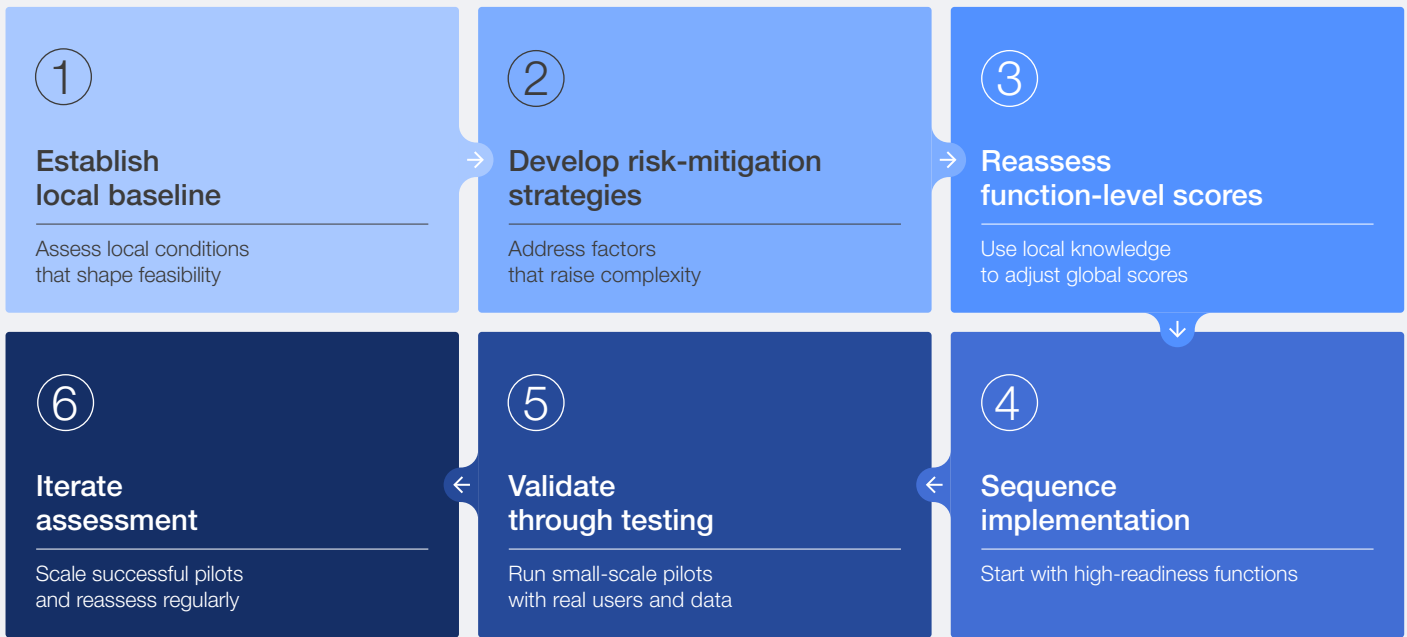 1
Establish
local baseline
Assess local conditions
that shape feasibility
2
Develop risk-mitigation
strategies
Address factors
that raise complexity
3
Reassess
function-level scores
Use local knowledge
to adjust global scores
4
Sequence
implementation
Start with high-readiness functions
5
Validate
through testing
Run small-scale pilots
with real users and data
6
Iterate
assessment
Scale successful pilots
and reassess regularly